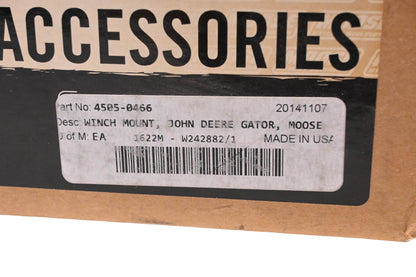 ACCESSORIES
Part No: 4505-0466 20141107
Desc WINCH MOUNT, JOHN DEERE GATOR, MOOSE
U of M: EA 1622M - W242882/1 MADE IN USA